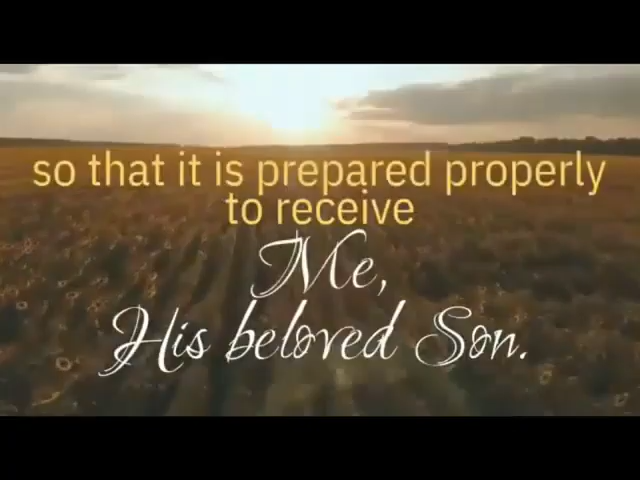 so that it is prepared properly
to receive
Me,
His beloved Son.